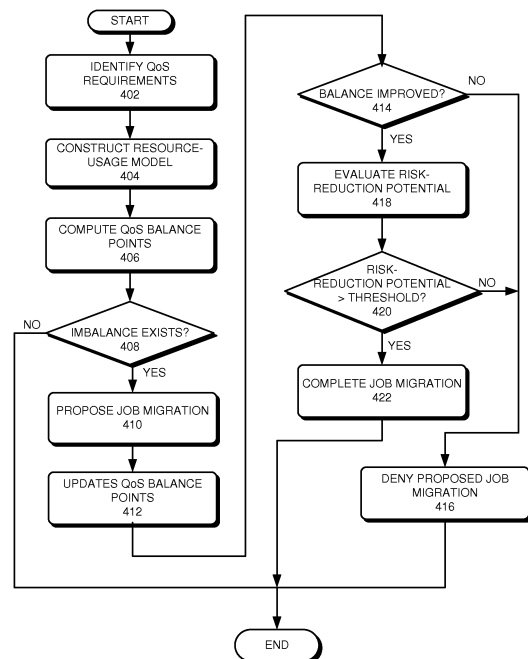 START
IDENTIFY QoS
REQUIREMENTS
402
CONSTRUCT RESOURCE-
USAGE MODEL
404
COMPUTE QoS BALANCE
POINTS
406
NO
IMBALANCE EXISTS?
408
YES
PROPOSE JOB MIGRATION
410
UPDATES QoS BALANCE
POINTS
412
BALANCE IMPROVED?
414
NO
YES
EVALUATE RISK-
REDUCTION POTENTIAL
418
RISK-
REDUCTION POTENTIAL
> THRESHOLD?
420
NO
YES
COMPLETE JOB MIGRATION
422
DENY PROPOSED JOB
MIGRATION
416
END